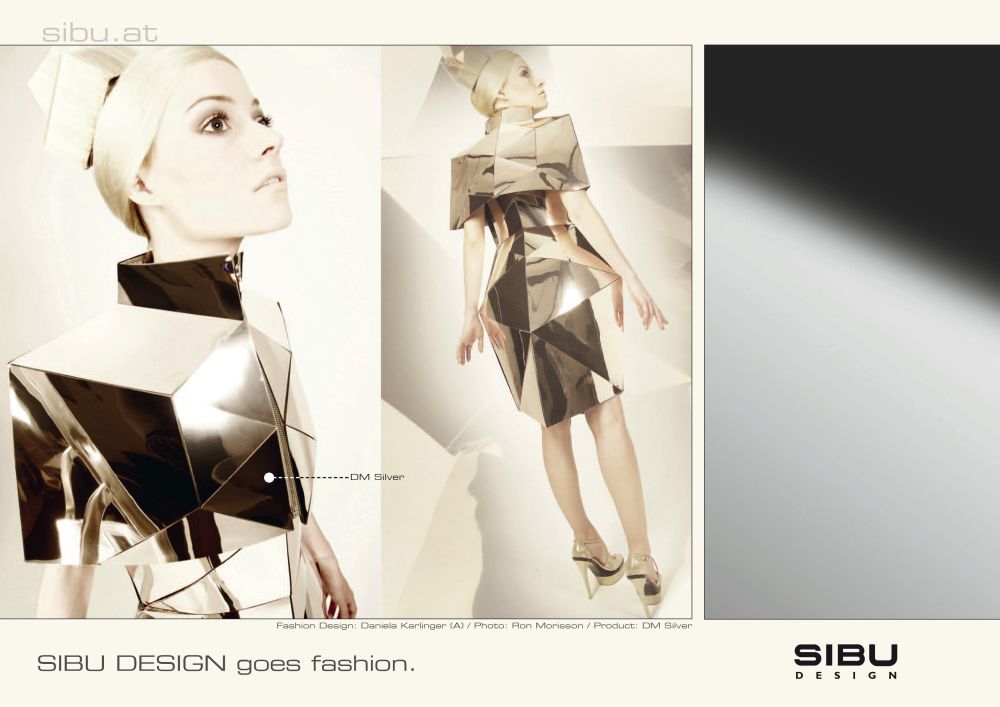 sibu.at
DM Silver
Fashion Design: Daniela Karlinger (A) / Photo: Ron Morisson / Product: DM Silver
SIBU DESIGN goes fashion.
SIBU
DESIGN